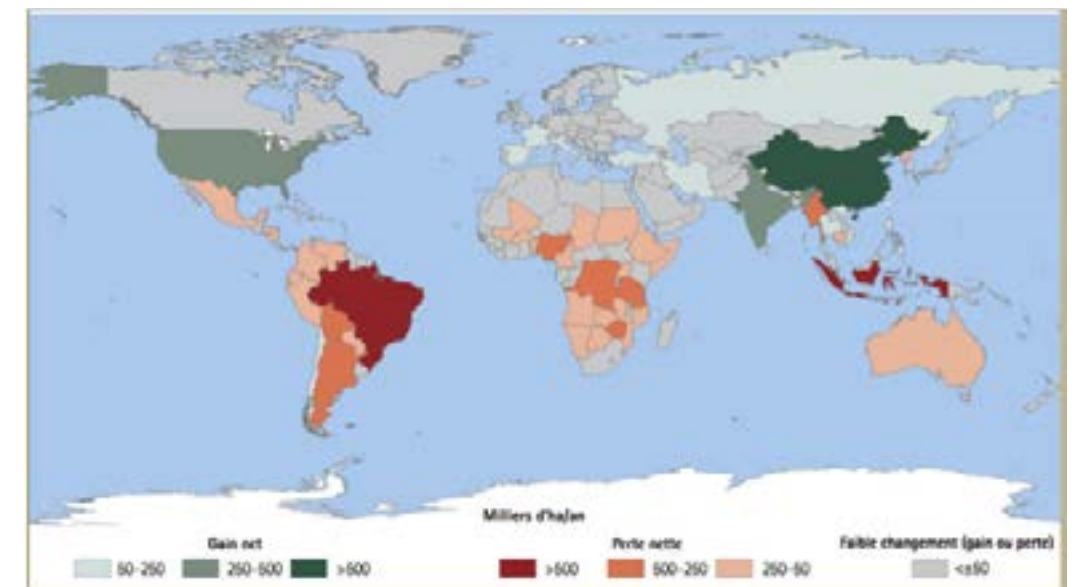 Milliers d'ha/an
Gain net
50-250 250-500 >500
Perte nette
>500 500-250 250-50
Faible changement (gain ou perte)
<±50